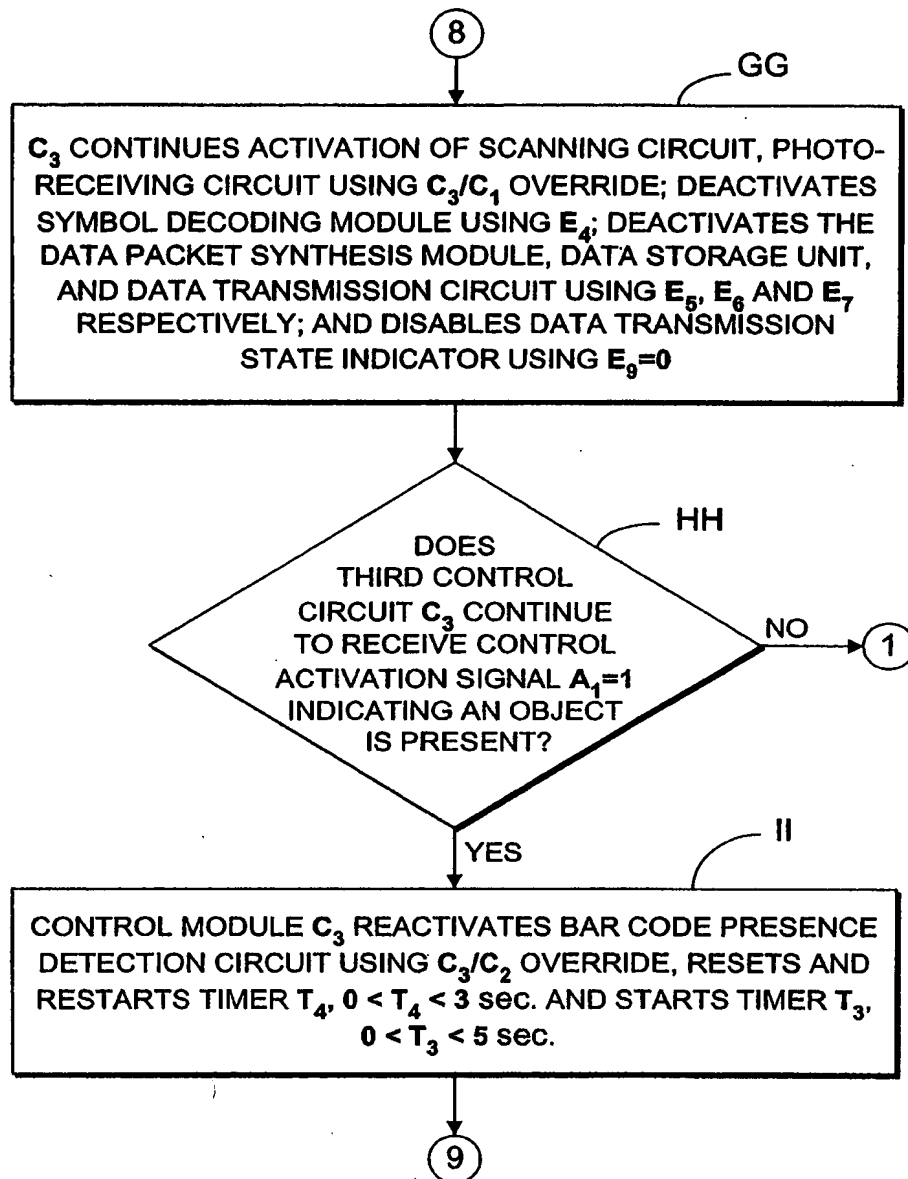 8
GG
C3 CONTINUES ACTIVATION OF SCANNING CIRCUIT, PHOTO-
RECEIVING CIRCUIT USING C3/C1 OVERRIDE; DEACTIVATES
SYMBOL DECODING MODULE USING E4; DEACTIVATES THE
DATA PACKET SYNTHESIS MODULE, DATA STORAGE UNIT,
AND DATA TRANSMISSION CIRCUIT USING E5, E6 AND E7
RESPECTIVELY; AND DISABLES DATA TRANSMISSION
STATE INDICATOR USING E9=0
HH
DOES
THIRD CONTROL
CIRCUIT C3 CONTINUE
TO RECEIVE CONTROL
ACTIVATION SIGNAL A1=1
INDICATING AN OBJECT
IS PRESENT?
NO
1
YES
II
CONTROL MODULE C3 REACTIVATES BAR CODE PRESENCE
DETECTION CIRCUIT USING C3/C2 OVERRIDE, RESETS AND
RESTARTS TIMER T4, 0 < T4 < 3 sec. AND STARTS TIMER T3,
0 < T3 < 5 sec.
9